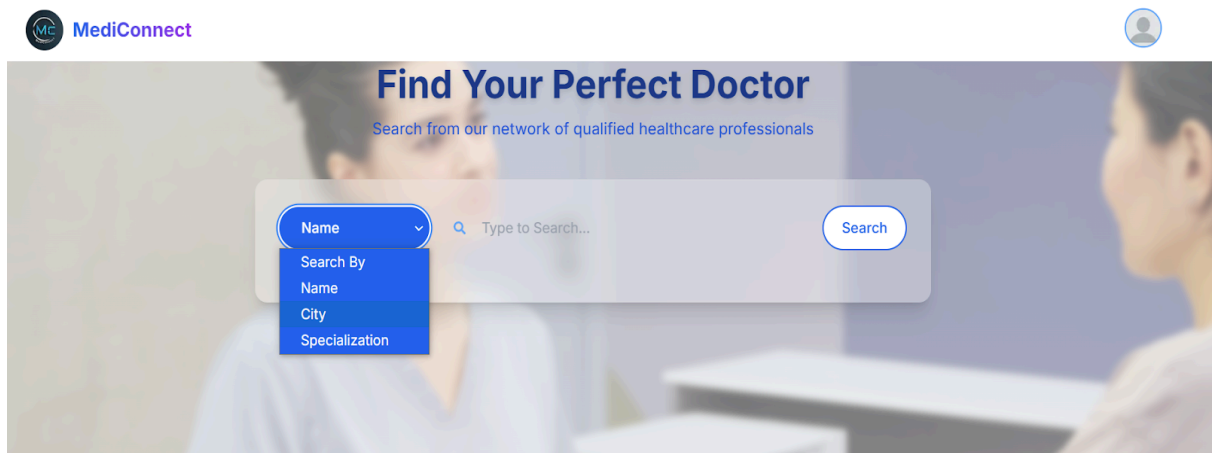 MC
MediConnect
Find Your Perfect Doctor
Search from our network of qualified healthcare professionals
Name
Type to Search...
Search
Search By
Name
City
Specialization